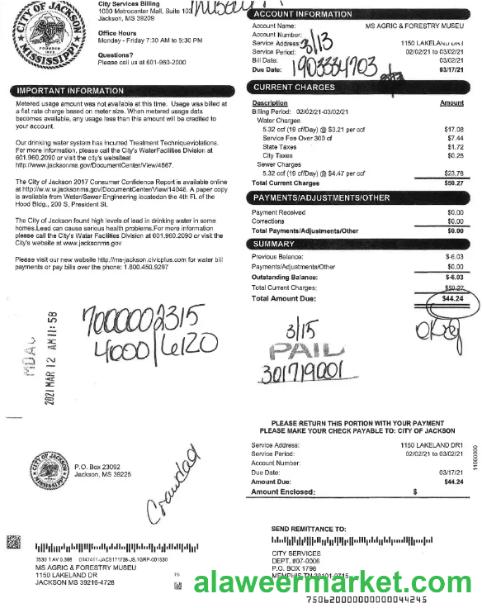 CITY OF JACKSON
MISSISSIPPI
City Services Billing
1000 Metrocenter Mall, Suite 103
Jackson, MS 39209
Office Hours
Monday - Friday 7:30 AM to 5:30 PM
Questions?
Please call us at 601-960-2000
ACCOUNT INFORMATION
Account Name: MS AGRIC & FORESTRY MUSEU
Account Number:
Service Address: 1150 LAKELAND DR1
Service Period: 02/02/21 to 03/02/21
Bill Date: 03/02/21
Due Date: 03/17/21
3/13
1903334703
IMPORTANT INFORMATION
Metered usage amount was not available at this time. Usage was billed at
a flat rate charge based on meter size. When metered usage data
becomes available, any usage less than this amount will be credited to
your account.
Our drinking water system has incurred Treatment Techniqueviolations.
For more information, please call the City's WaterFacilities Division at
601.960.2090 or visit the city's websiteat
http://www.jacksonms.gov/DocumentCenter/View/4567.
The City of Jackson 2017 Consumer Confidence Report is available online
at http://www.jacksonms.gov/DocumentCenter/View/14046. A paper copy
is available from Water/Sewer Engineering locatedon the 4th FL of the
Hood Bldg., 200 S. President St.
The City of Jackson found high levels of lead in drinking water in some
homes.Lead can cause serious health problems.For more information
please call the City's Water Facilities Division at 601.960.2090 or visit the
City's website at www.jacksonms.gov
Please visit our new website http://ms-jackson.civicplus.com for water bill
payments or pay bills over the phone: 1.800.450.9297
CURRENT CHARGES
Description Amount
Billing Period: 02/02/21-03/02/21
Water Charges
5.32 ccf (19 cf/Day) @ $3.21 per ccf $17.08
Service Fee Over 300 cf $7.44
State Taxes $1.72
City Taxes $0.25
Sewer Charges
5.32 ccf (19 cf/Day) @ $4.47 per ccf $23.78
Total Current Charges $50.27
PAYMENTS/ADJUSTMENTS/OTHER
Payment Received $0.00
Corrections $0.00
Total Payments/Adjustments/Other $0.00
SUMMARY
Previous Balance: $-6.03
Payments/Adjustments/Other $0.00
Outstanding Balance: $-6.03
Total Current Charges: $50.27
Total Amount Due: $44.24
MDAC
2021 MAR 12 AM 11: 58
7000002315
4000/6120
3/15
PAID
301719001
PLEASE RETURN THIS PORTION WITH YOUR PAYMENT
PLEASE MAKE YOUR CHECK PAYABLE TO: CITY OF JACKSON
Service Address: 1150 LAKELAND DR1
Service Period: 02/02/21 to 03/02/21
Account Number:
Due Date: 03/17/21
Amount Due: $44.24
Amount Enclosed: $
CITY OF JACKSON
MISSISSIPPI
P.O. Box 23092
Jackson, MS 39225
Crawdad
MS AGRIC & FORESTRY MUSEU
1150 LAKELAND DR
JACKSON MS 39216-4728
SEND REMITTANCE TO:
CITY SERVICES
DEPT. #07-0006
P.O. BOX 1796
alaweermarket.com